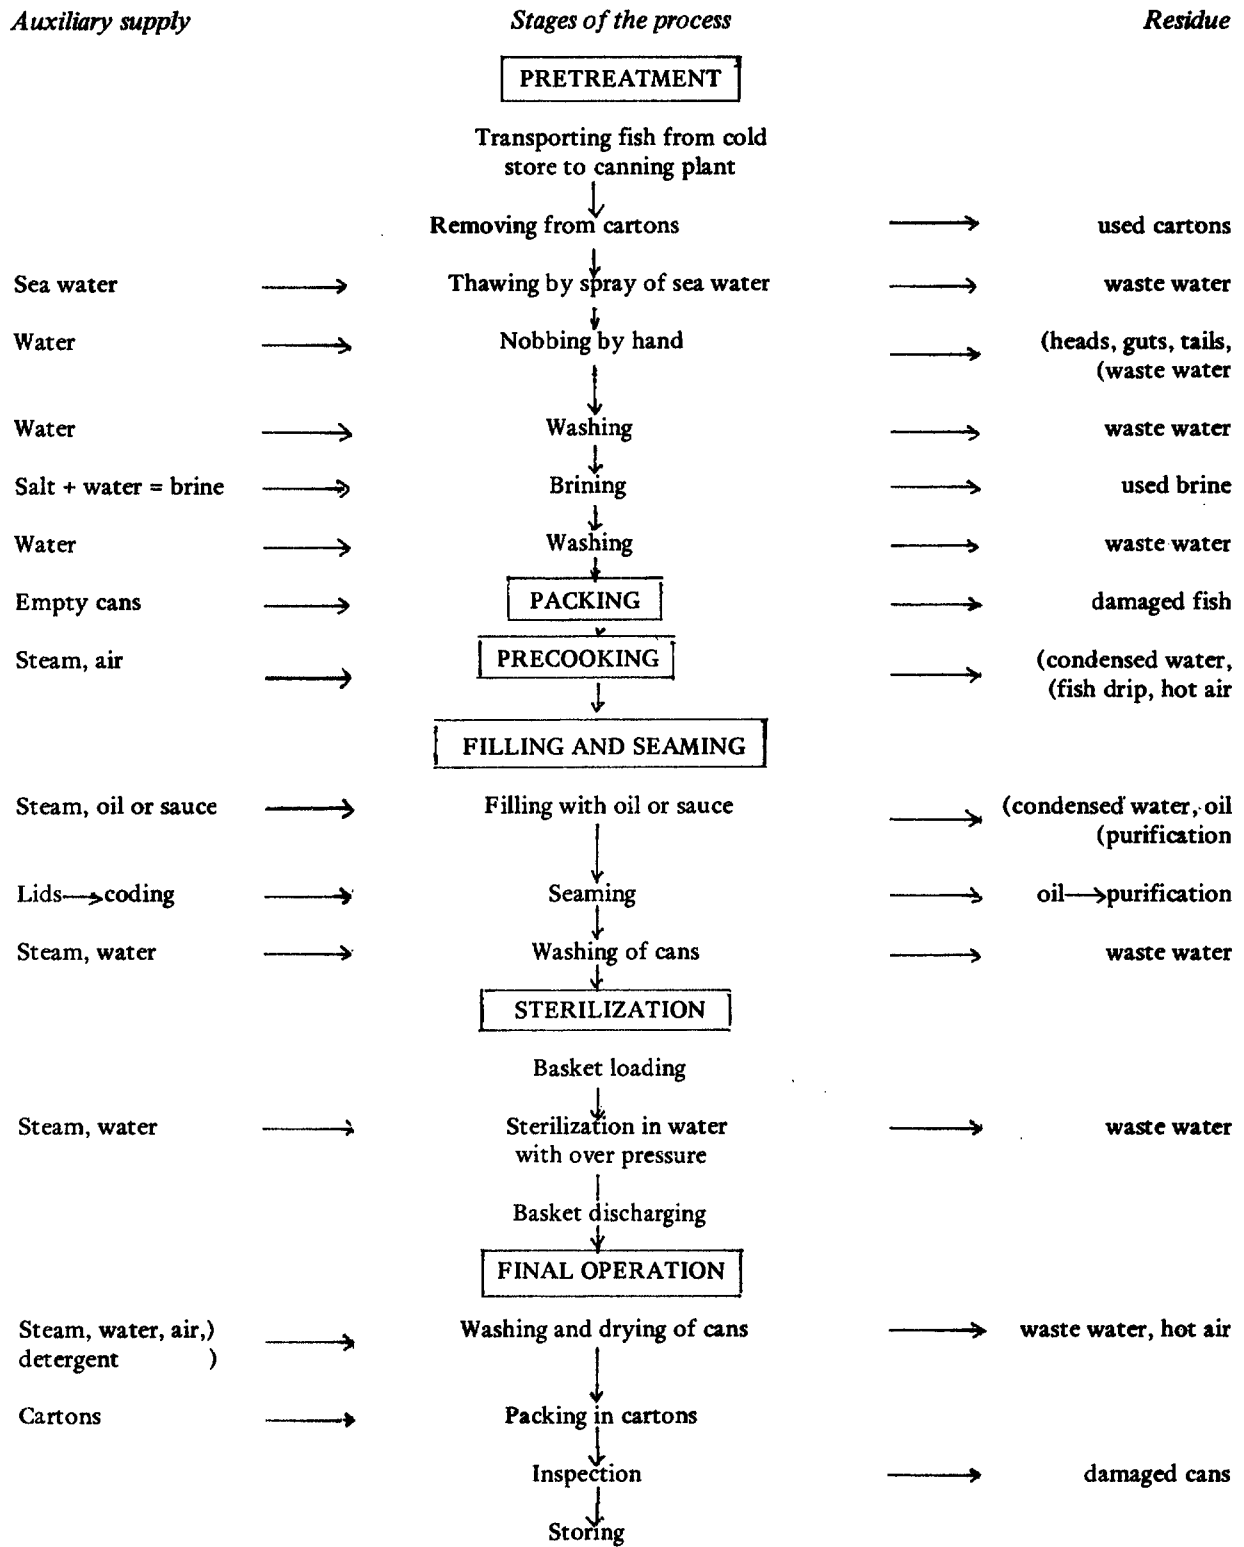 Auxiliary supply Stages of the process Residue
PRETREATMENT
Transporting fish from cold
store to canning plant
Removing from cartons used cartons
Sea water Thawing by spray of sea water waste water
Water Nobbing by hand (heads, guts, tails,
(waste water
Water Washing waste water
Salt + water = brine Brining used brine
Water Washing waste water
Empty cans PACKING damaged fish
Steam, air PRECOOKING (condensed water,
(fish drip, hot air
FILLING AND SEAMING
Steam, oil or sauce Filling with oil or sauce (condensed water, oil
(purification
Lids→coding Seaming oil→purification
Steam, water Washing of cans waste water
STERILIZATION
Basket loading
Steam, water Sterilization in water waste water
with over pressure
Basket discharging
FINAL OPERATION
Steam, water, air,) Washing and drying of cans waste water, hot air
detergent )
Cartons Packing in cartons
Inspection damaged cans
Storing